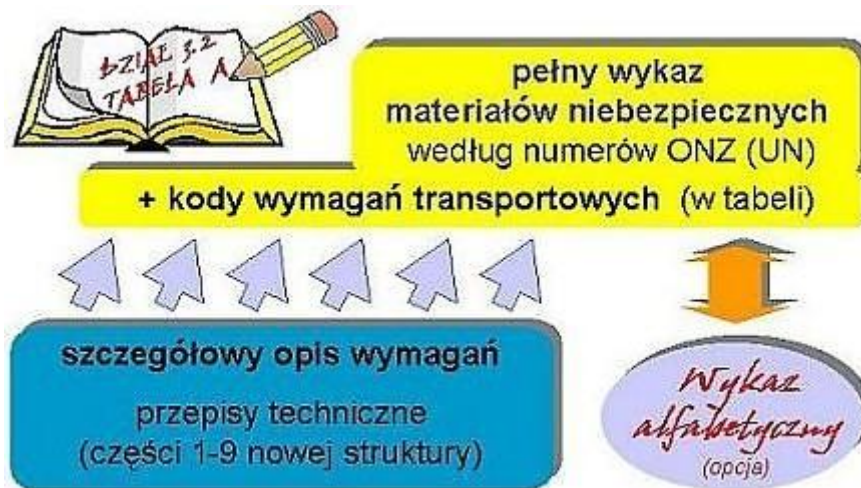 DZIAŁ 3.2
TABELA A
pełny wykaz
materiałów niebezpiecznych
według numerów ONZ (UN)
+ kody wymagań transportowych (w tabeli)
szczegółowy opis wymagań
przepisy techniczne
(części 1-9 nowej struktury)
Wykaz
alfabetyczny
(opcja)